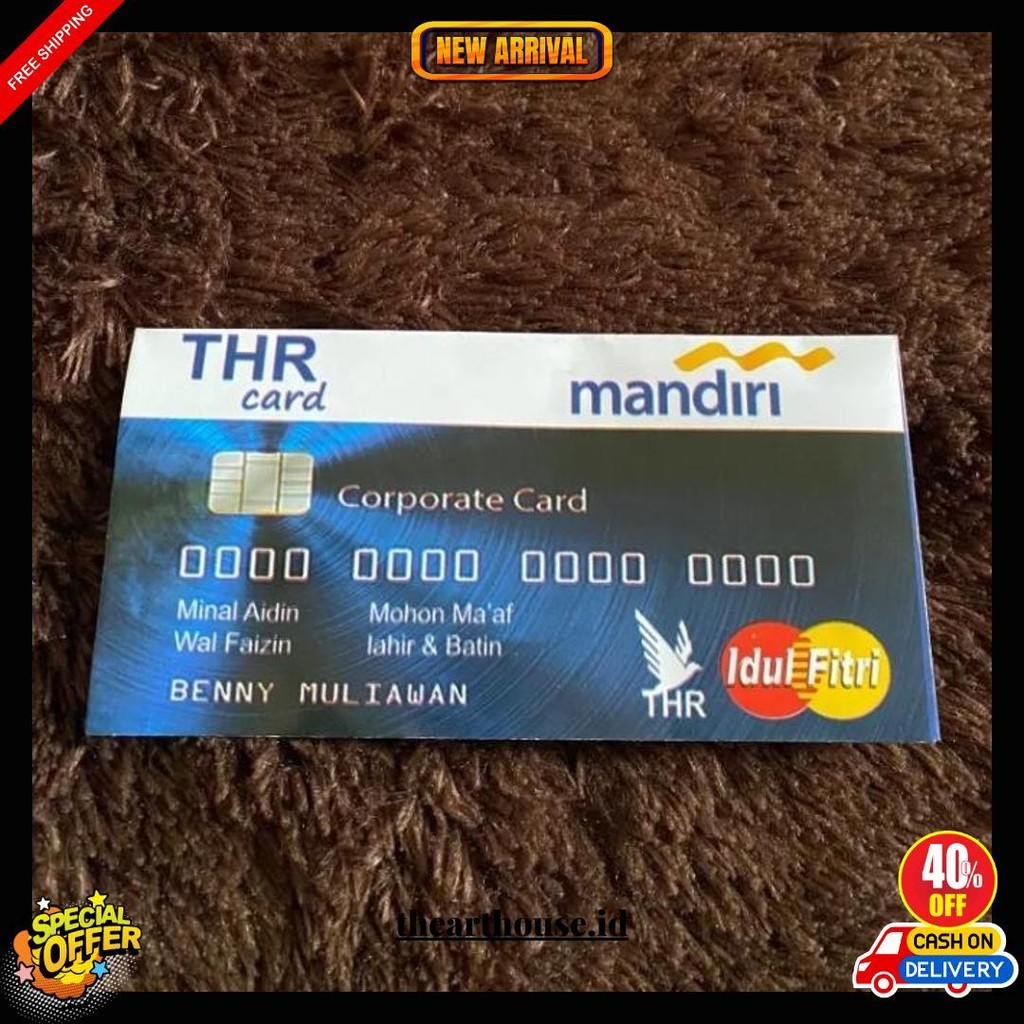 FREE SHIPPING
NEW ARRIVAL
THR
card
mandiri
Corporate Card
0000 0000 0000 0000
Minal Aidin
Wal Faizin
Mohon Ma'af
lahir & Batin
BENNY MULIAWAN
THR
Idul Fitri
thearthouse.id
SPECIAL
OFFER
40%
OFF
CASH ON
DELIVERY